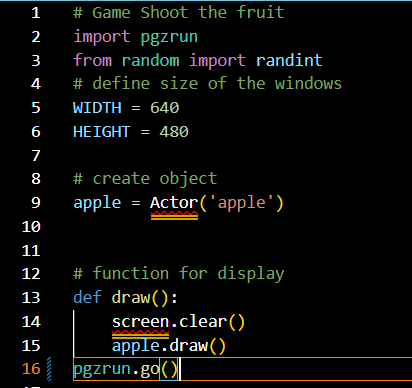 1 # Game Shoot the fruit
2 import pgzrun
3 from random import randint
4 # define size of the windows
5 WIDTH = 640
6 HEIGHT = 480
7
8 # create object
9 apple = Actor('apple')
10
11
12 # function for display
13 def draw():
14     screen.clear()
15     apple.draw()
16 pgzrun.go()